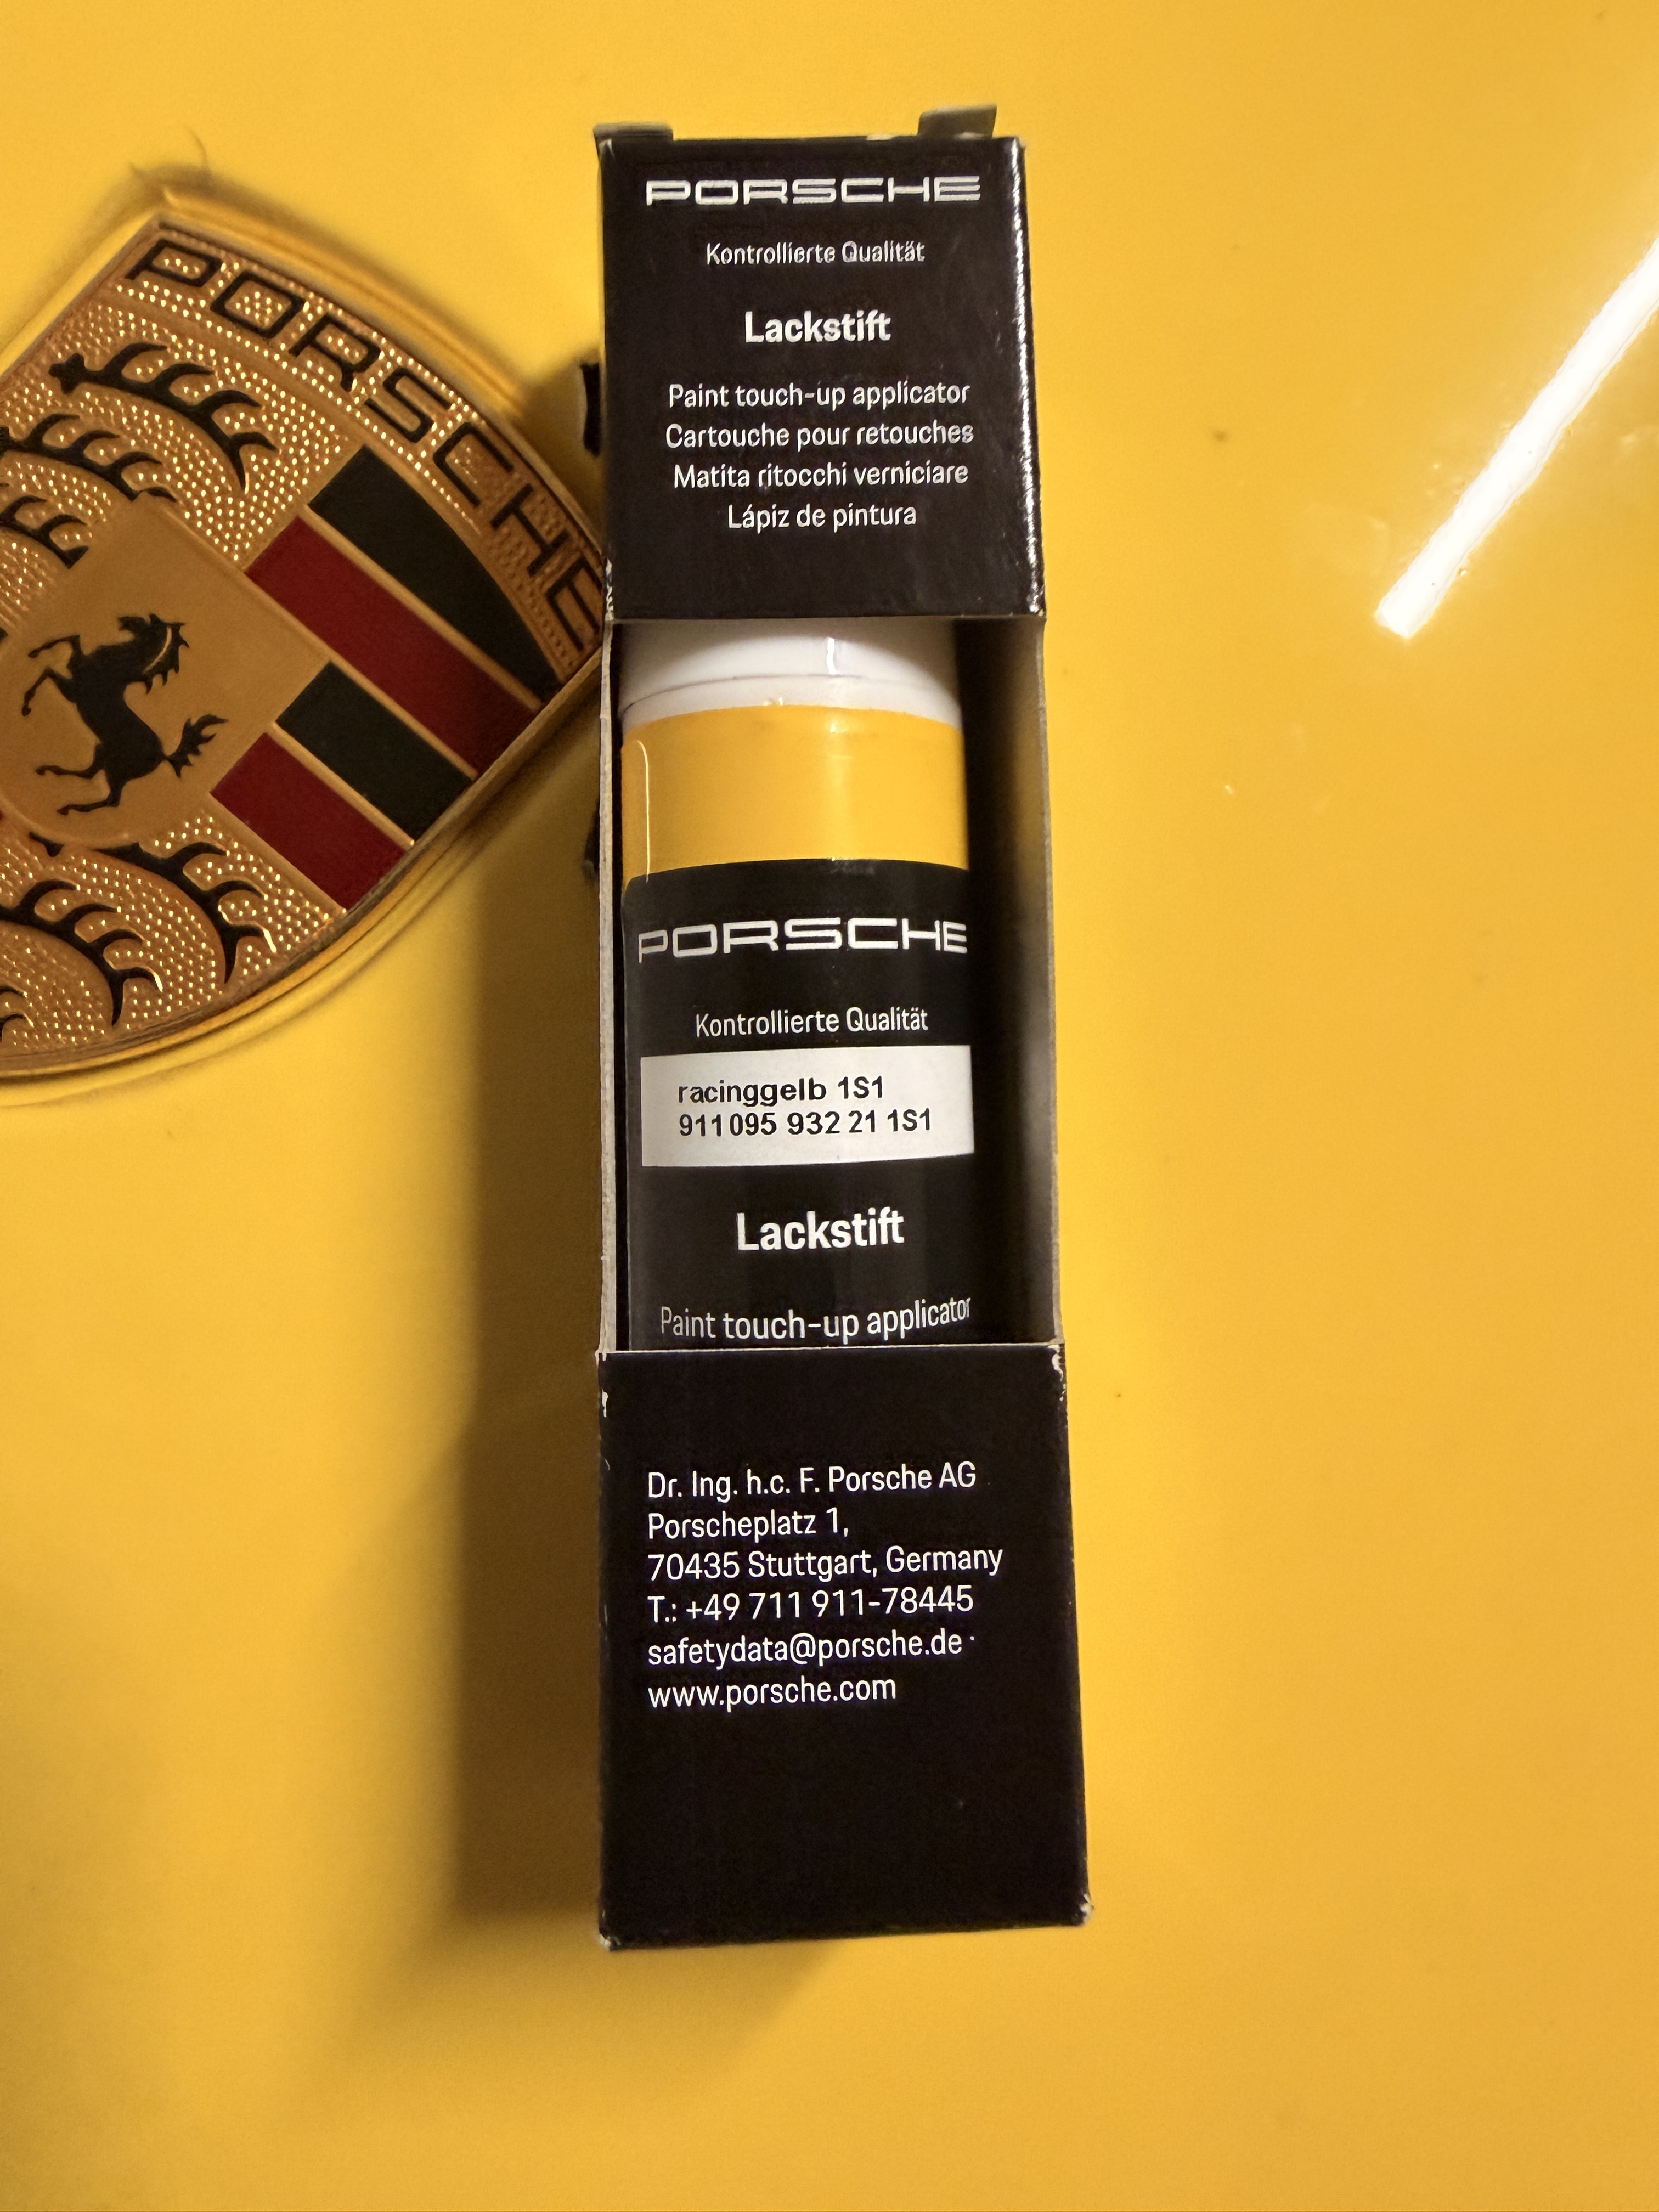 PORSCHE
PORSCHE
Kontrollierte Qualität
Lackstift
Paint touch-up applicator
Cartouche pour retouches
Matita ritocchi verniciare
Lápiz de pintura
PORSCHE
Kontrollierte Qualität
racinggelb 1S1
911 095 932 21 1S1
Lackstift
Paint touch-up applicator
Dr. Ing. h.c. F. Porsche AG
Porscheplatz 1,
70435 Stuttgart, Germany
T.: +49 711 911-78445
safetydata@porsche.de
www.porsche.com